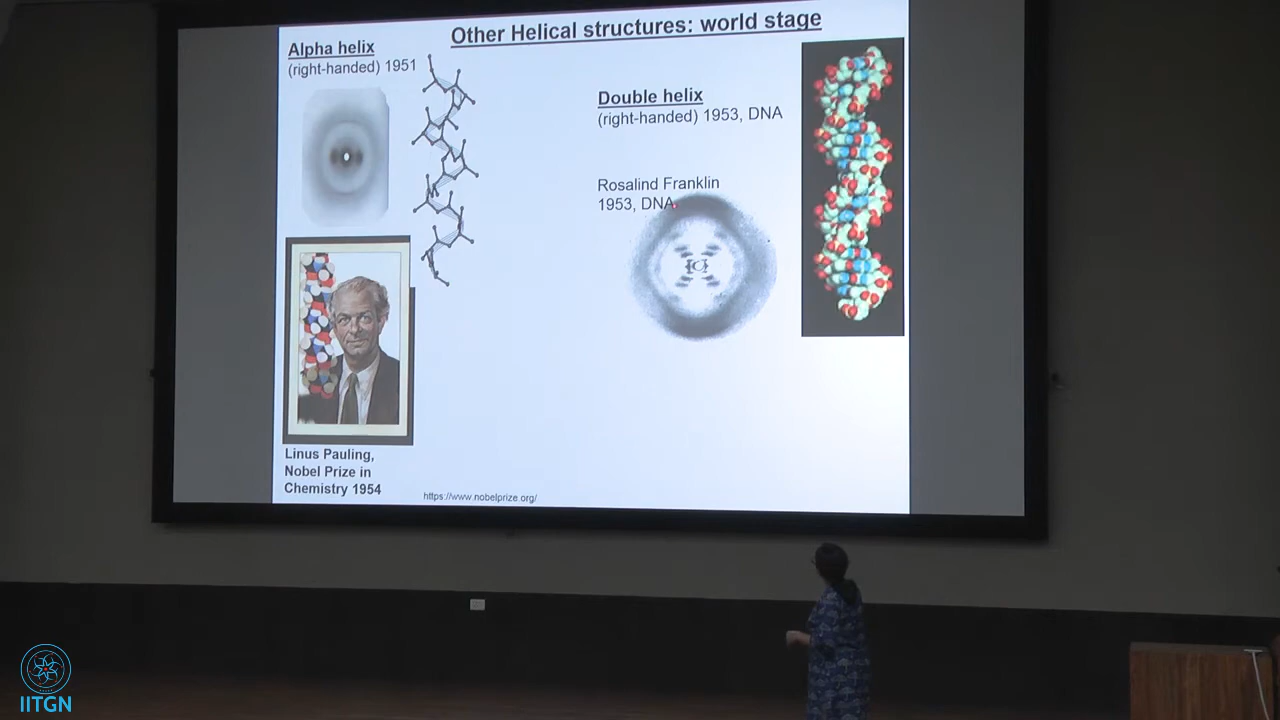 Other Helical structures: world stage
Alpha helix
(right-handed) 1951
Double helix
(right-handed) 1953, DNA
Rosalind Franklin
1953, DNA
Linus Pauling,
Nobel Prize in
Chemistry 1954
https://www.nobelprize.org/
IITGN